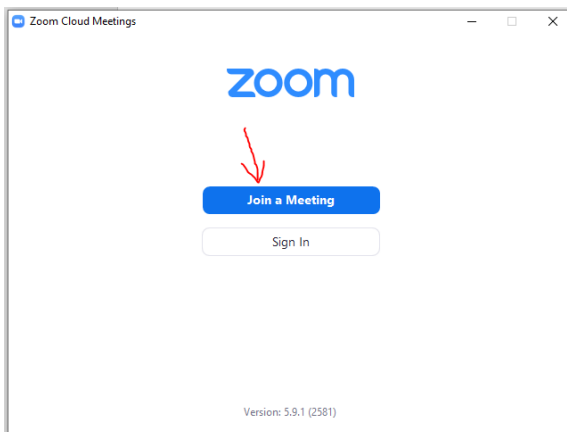 Zoom Cloud Meetings
zoom
Join a Meeting
Sign In
Version: 5.9.1 (2581)